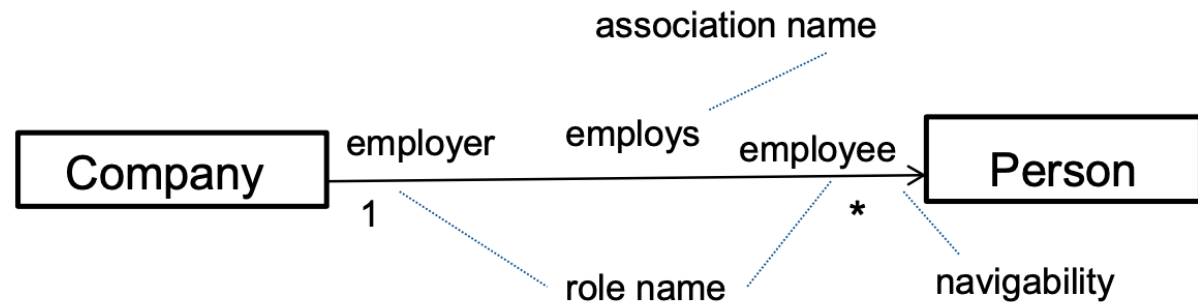 association name
employer
employs
employee
Company
Person
1
*
role name
navigability